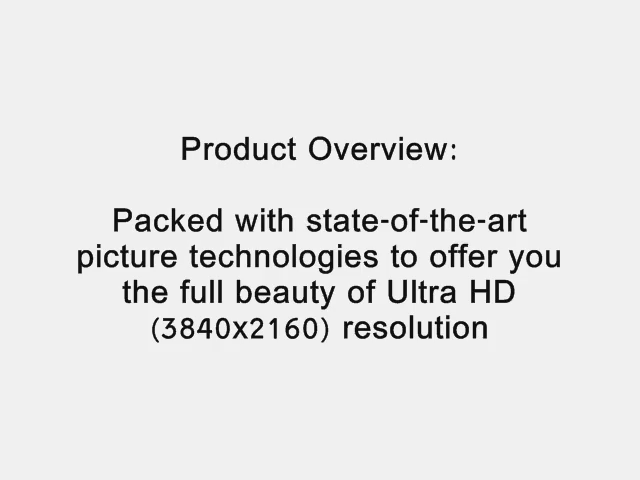 Product Overview:
Packed with state-of-the-art
picture technologies to offer you
the full beauty of Ultra HD
(3840x2160) resolution